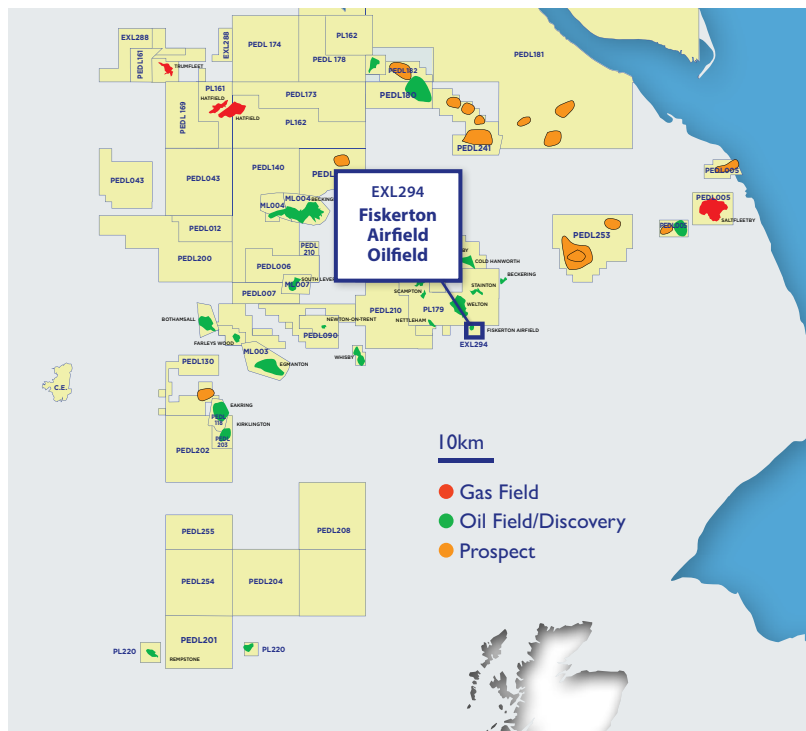 EXL288
PEDL161
EXL288
PEDL 174
PL162
PEDL 178
PEDL181
TRUMFLEET
PEDL182
PL161
HATFIELD
HATFIELD
PEDL 169
PEDL173
PEDL180
PL162
PEDL241
PEDL043
PEDL043
PEDL140
PEDL005
PEDL005
SALTFLEETBY
PEDL005
ML004
ML004
EXL294
Fiskerton
Airfield
Oilfield
PEDL012
PEDL
210
PEDL253
PEDL200
PEDL006
COLD HANWORTH
BECKERING
ML007
SOUTH LEVER
SCAMPTON
STAINTON
PEDL007
PEDL210
PL179
WELTON
BOTHAMSALL
NEWTON-ON-TRENT
NETTLEHAM
FISKERTON AIRFIELD
FARLEYS WOOD
PEDL090
EXL294
ML003
WHISBY
PEDL130
EGMANTON
C.E.
EAKRING
PEDL
118
KIRKLINGTON
PEDL
203
PEDL202
10km
Gas Field
Oil Field/Discovery
Prospect
PEDL255
PEDL208
PEDL254
PEDL204
PEDL201
PL220
REMPSTONE
PL220